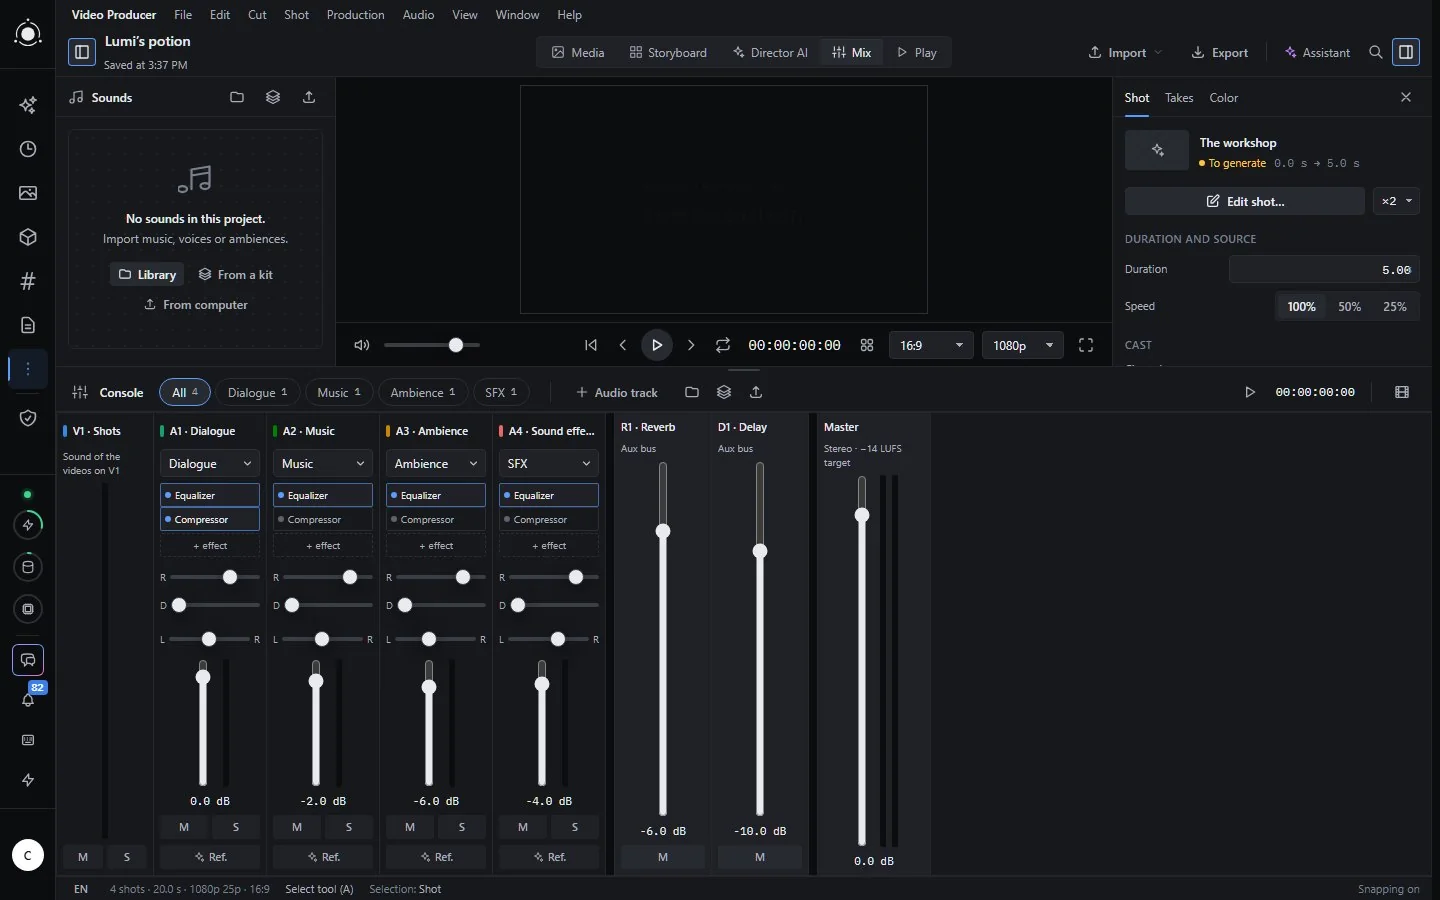 Video Producer File Edit Cut Shot Production Audio View Window Help
Lumi's potion
Saved at 3:37 PM
Media Storyboard Director AI Mix Play
Import Export Assistant
Sounds
No sounds in this project.
Import music, voices or ambiences.
Library From a kit
From computer
00:00:00:00 16:9 1080p
Shot Takes Color
The workshop
To generate 0.0 s → 5.0 s
Edit shot... ×2
DURATION AND SOURCE
Duration 5.00
Speed 100% 50% 25%
CAST
Console All 4 Dialogue 1 Music 1 Ambience 1 SFX 1 + Audio track 00:00:00:00
V1 · Shots
Sound of the
videos on V1
M S
A1 · Dialogue
Dialogue
Equalizer
Compressor
+ effect
R
D
L R
0.0 dB
M S
Ref.
A2 · Music
Music
Equalizer
Compressor
+ effect
R
D
L R
-2.0 dB
M S
Ref.
A3 · Ambience
Ambience
Equalizer
Compressor
+ effect
R
D
L R
-6.0 dB
M S
Ref.
A4 · Sound effe...
SFX
Equalizer
Compressor
+ effect
R
D
L R
-4.0 dB
M S
Ref.
R1 · Reverb
Aux bus
-6.0 dB
M
D1 · Delay
Aux bus
-10.0 dB
M
Master
Stereo · −14 LUFS
target
0.0 dB
82
C
EN 4 shots · 20.0 s · 1080p 25p · 16:9 Select tool (A) Selection: Shot Snapping on